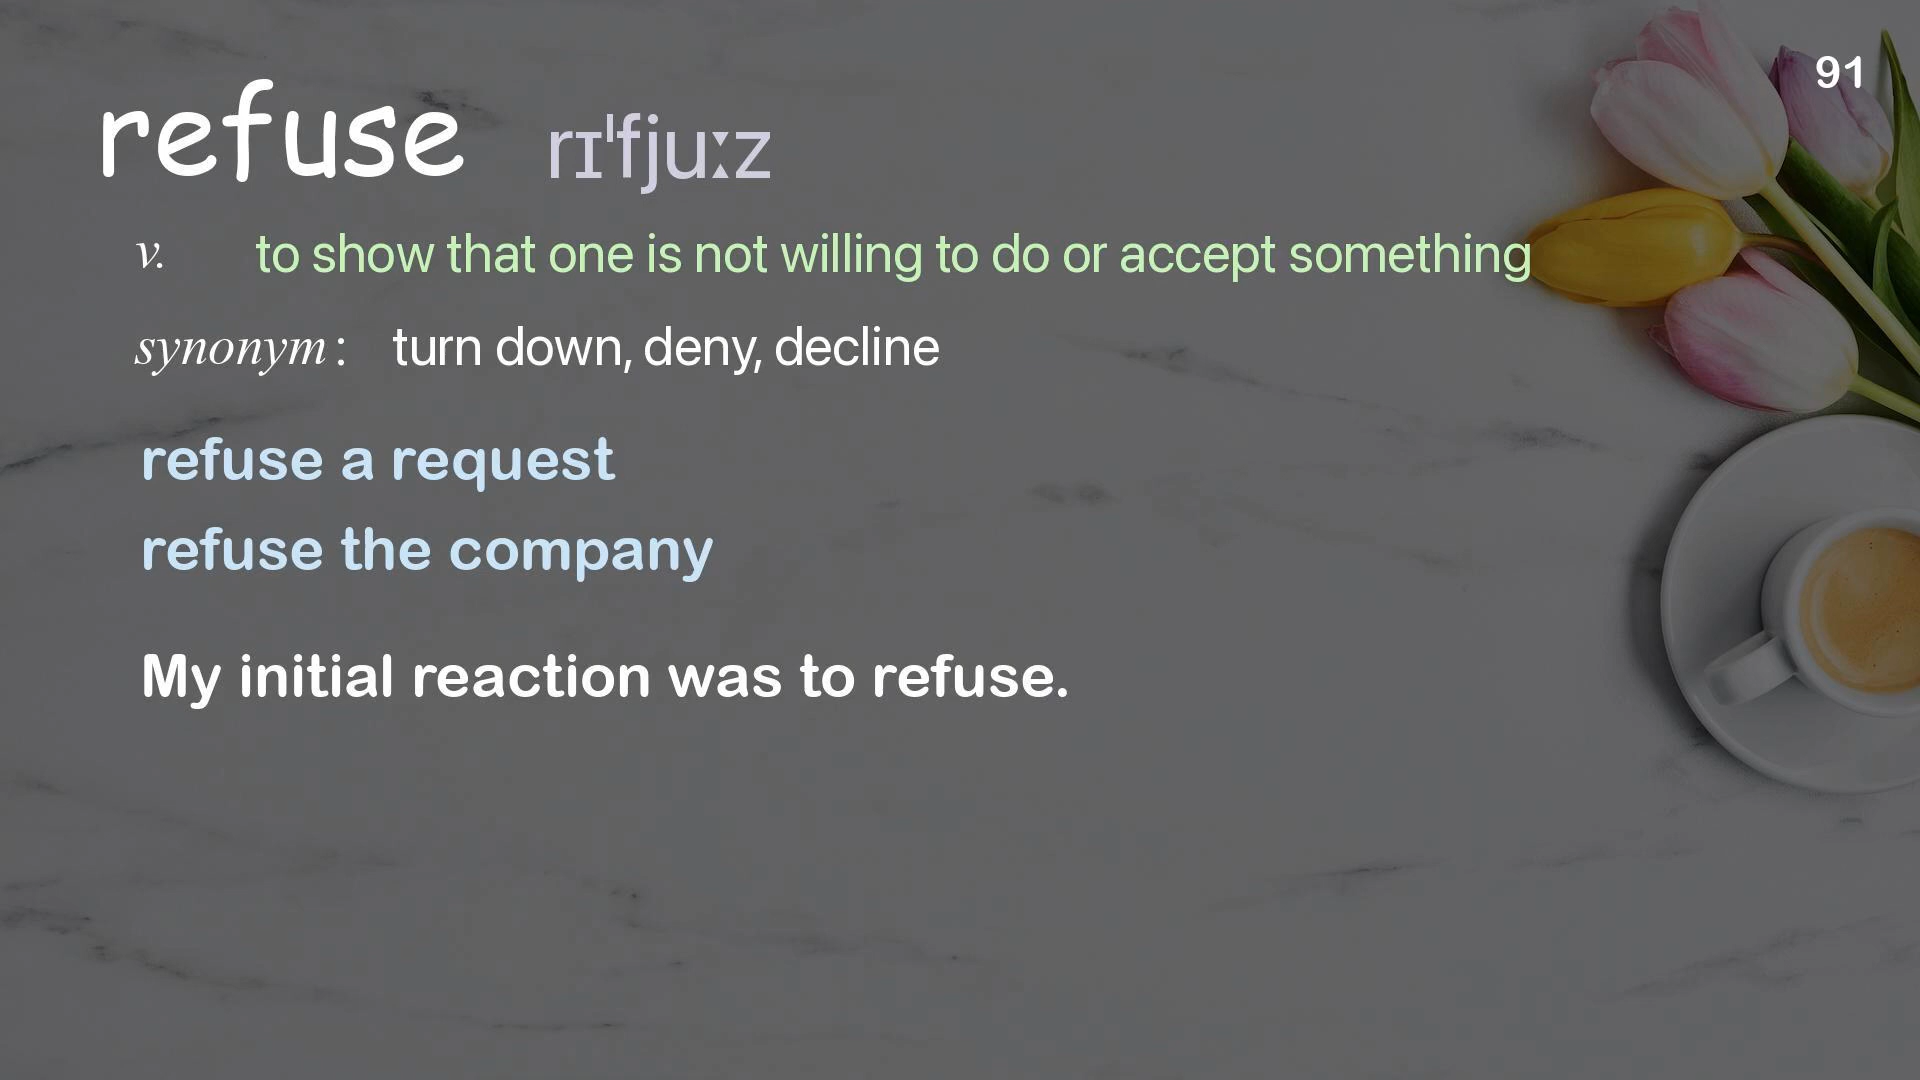 91
refuse rɪˈfjuːz
v. to show that one is not willing to do or accept something
synonym: turn down, deny, decline
refuse a request
refuse the company
My initial reaction was to refuse.